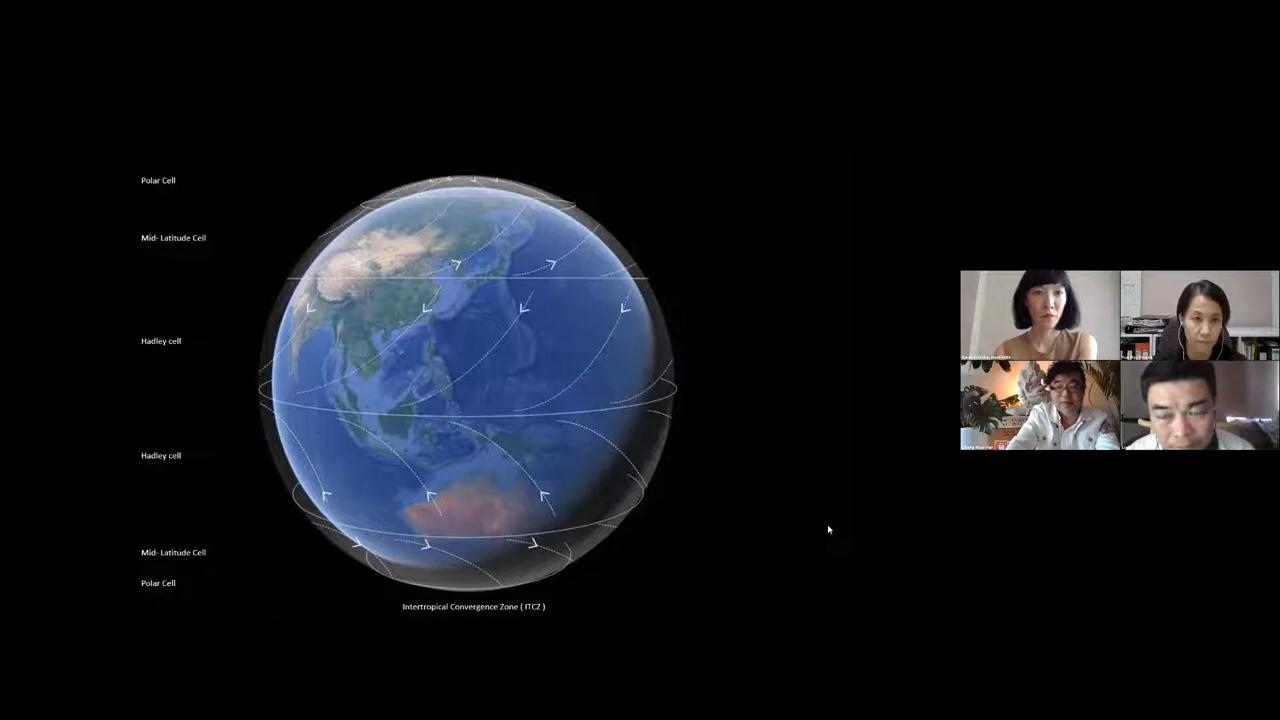 Polar Cell
Mid- Latitude Cell
Hadley cell
Hadley cell
Mid- Latitude Cell
Polar Cell
Intertropical Convergence Zone ( ITCZ )